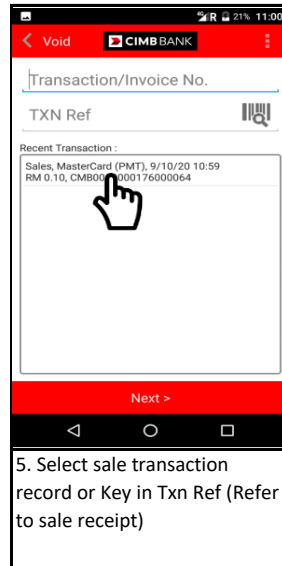 R 21% 11:00
Void CIMB BANK
Transaction/Invoice No.
TXN Ref
Recent Transaction :
Sales, MasterCard (PMT), 9/10/20 10:59
RM 0.10, 000176000064
Next >
5. Select sale transaction
record or Key in Txn Ref (Refer
to sale receipt)